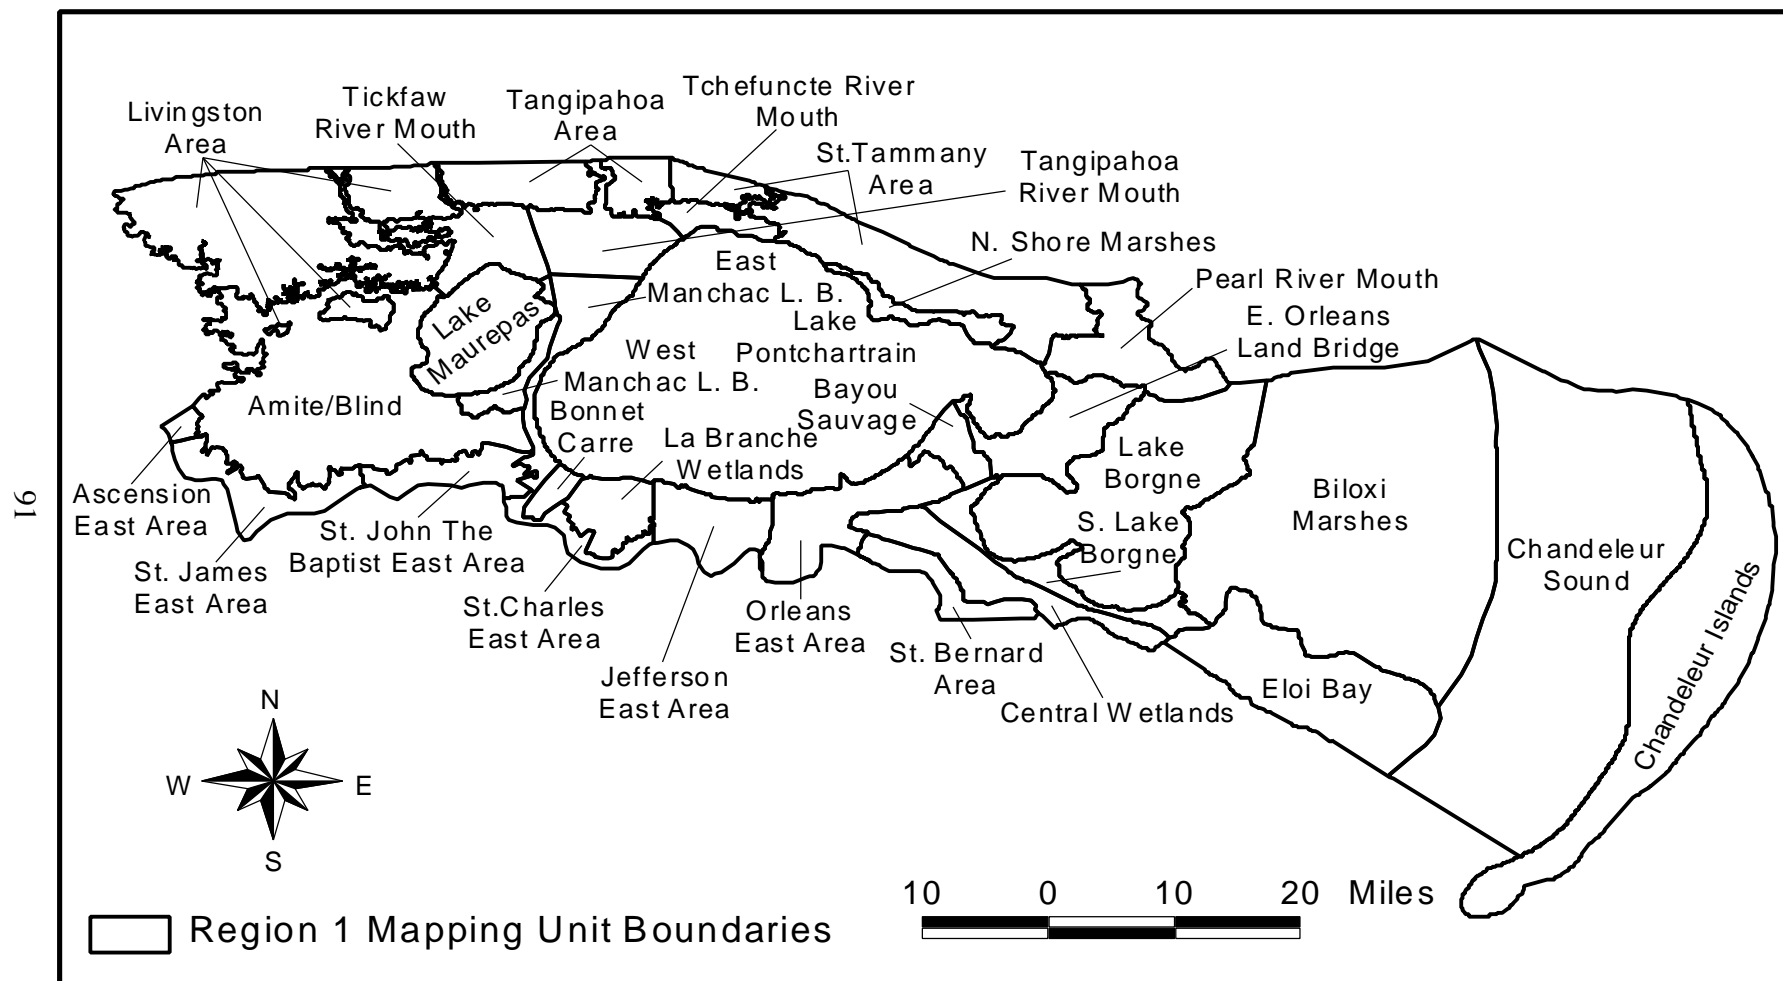 Livingston
Area
Tickfaw
River Mouth
Tangipahoa
Area
Tchefuncte River
Mouth
St.Tammany
Area
Tangipahoa
River Mouth
N. Shore Marshes
Pearl River Mouth
E. Orleans
Land Bridge
East
Manchac L. B.
Lake
Pontchartrain
Lake
Maurepas
West
Manchac L. B.
Bayou
Sauvage
Amite/Blind
Bonnet
Carre
La Branche
Wetlands
Lake
Borgne
S. Lake
Borgne
Biloxi
Marshes
Chandeleur
Sound
Chandeleur Islands
Ascension
East Area
St. James
East Area
St. John The
Baptist East Area
St.Charles
East Area
Jefferson
East Area
Orleans
East Area
St. Bernard
Area
Central Wetlands
Eloi Bay
N
W
E
S
10 0 10 20 Miles
Region 1 Mapping Unit Boundaries
91